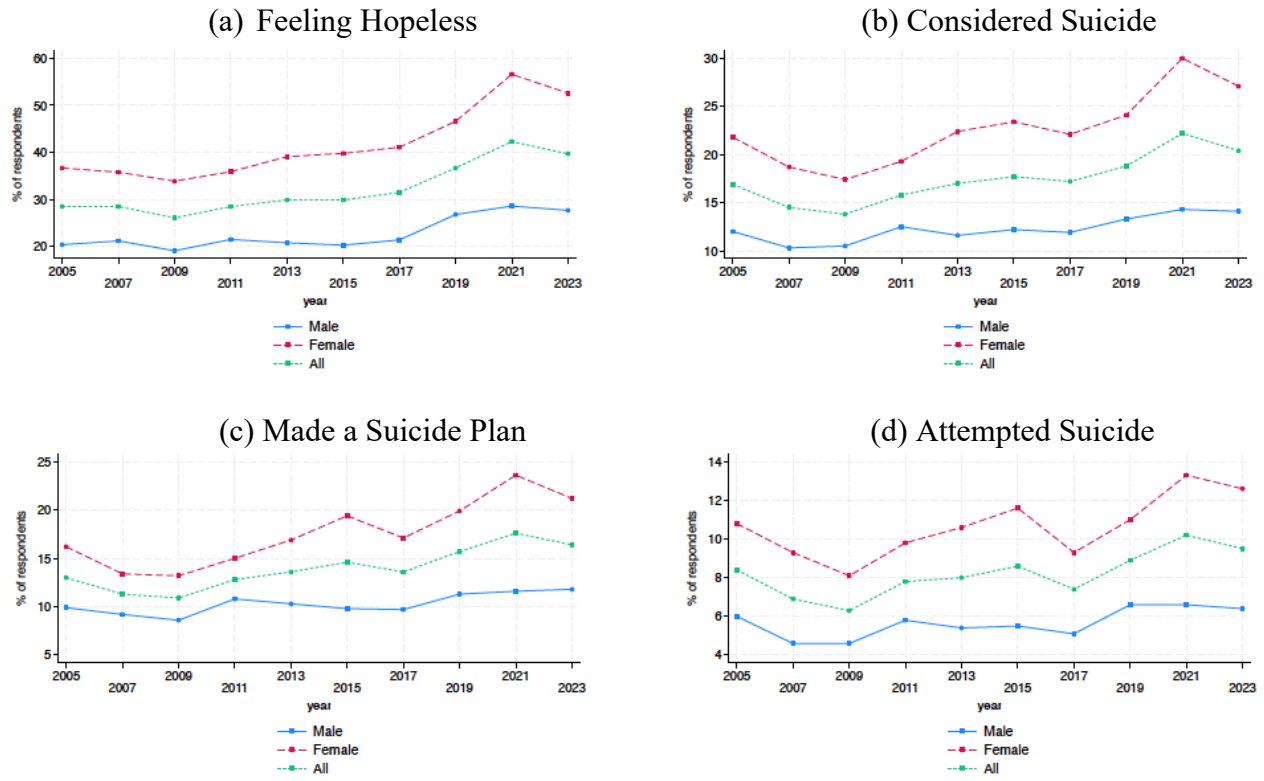 (a) Feeling Hopeless
% of respondents
60
50
40
30
20
2005 2007 2009 2011 2013 2015 2017 2019 2021 2023
year
Male
Female
All
(b) Considered Suicide
% of respondents
30
25
20
15
10
2005 2007 2009 2011 2013 2015 2017 2019 2021 2023
year
Male
Female
All
(c) Made a Suicide Plan
% of respondents
25
20
15
10
5
2005 2007 2009 2011 2013 2015 2017 2019 2021 2023
year
Male
Female
All
(d) Attempted Suicide
% of respondents
14
12
10
8
6
4
2005 2007 2009 2011 2013 2015 2017 2019 2021 2023
year
Male
Female
All